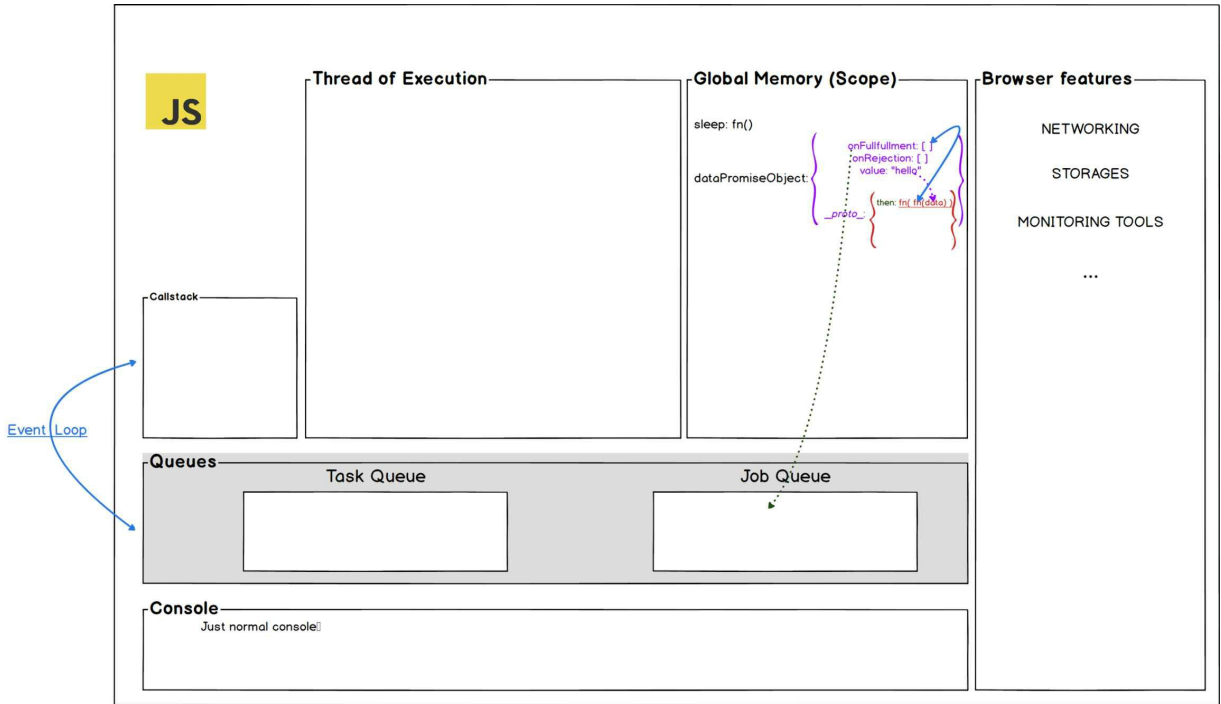 JS
Thread of Execution
Global Memory (Scope)
Browser features
sleep: fn()
onFullfullment: [ ]
onRejection: [ ]
value: "hello"
dataPromiseObject:
then: fn( fn(data) )
_proto_:
NETWORKING
STORAGES
MONITORING TOOLS
...
Callstack
Event Loop
Queues
Task Queue
Job Queue
Console
Just normal console